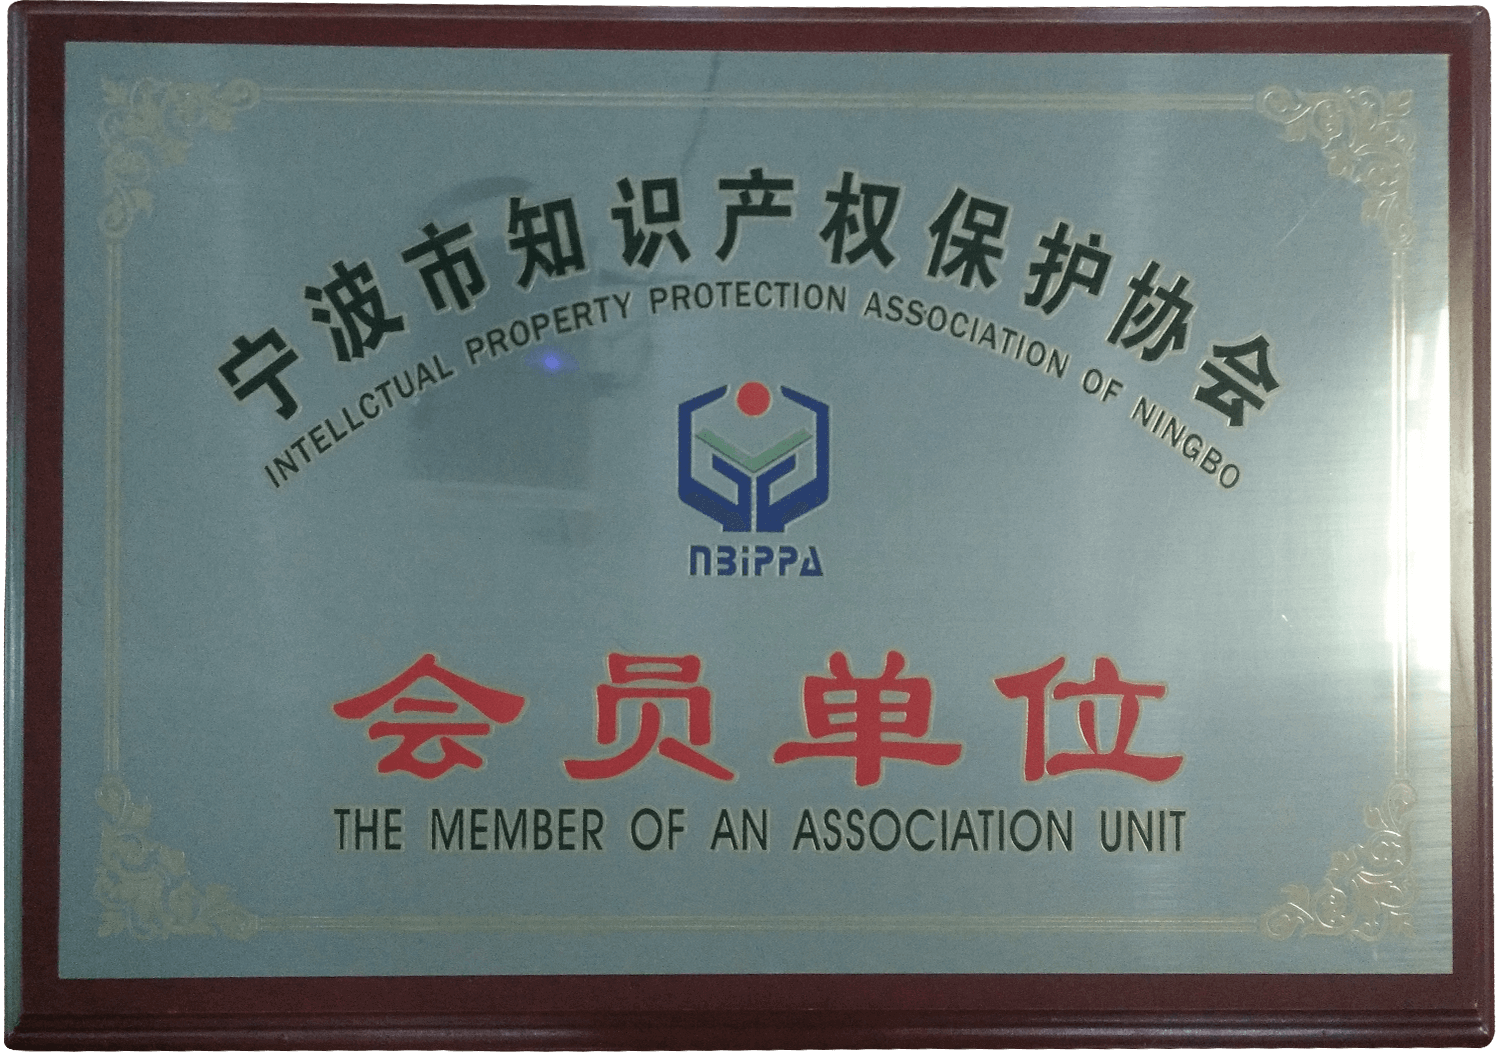 宁波市知识产权保护协会
INTELLCTUAL PROPERTY PROTECTION ASSOCIATION OF NINGBO
NBiPPA
会员单位
THE MEMBER OF AN ASSOCIATION UNIT